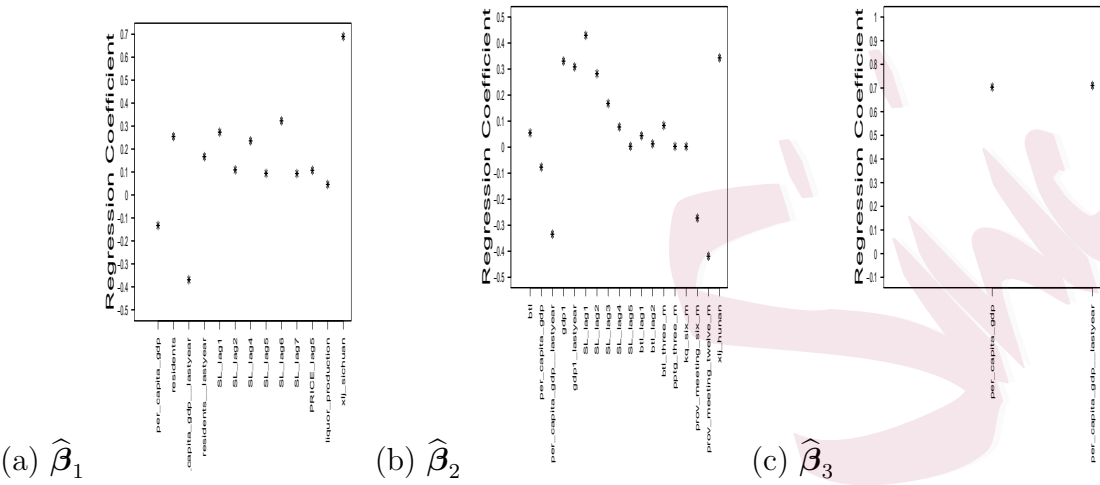 Regression Coefficient
0.7
0.6
0.5
0.4
0.3
0.2
0.1
0
-0.1
-0.2
-0.3
-0.4
-0.5
per_capita_gdp
residents
.capita_gdp__lastyear
residents__lastyear
SL_lag1
SL_lag2
SL_lag4
SL_lag5
SL_lag6
SL_lag7
PRICE_lag5
liquor_production
xlj_sichuan
(a) β̂₁
Regression Coefficient
0.5
0.4
0.3
0.2
0.1
0
-0.1
-0.2
-0.3
-0.4
-0.5
btl
per_capita_gdp
per_capita_gdp_lastyear
gdp1
gdp1_lastyear
SL_lag1
SL_lag2
SL_lag3
SL_lag4
SL_lag5
btl_lag1
btl_lag2
btl_three_m
pptg_three_m
kq_six_m
prov_meeting_six_m
prov_meeting_twelve_m
xlj_hunan
(b) β̂₂
Regression Coefficient
1
0.9
0.8
0.7
0.6
0.5
0.4
0.3
0.2
0.1
0
-0.1
per_capita_gdp
per_capita_gdp__lastyear
(c) β̂₃